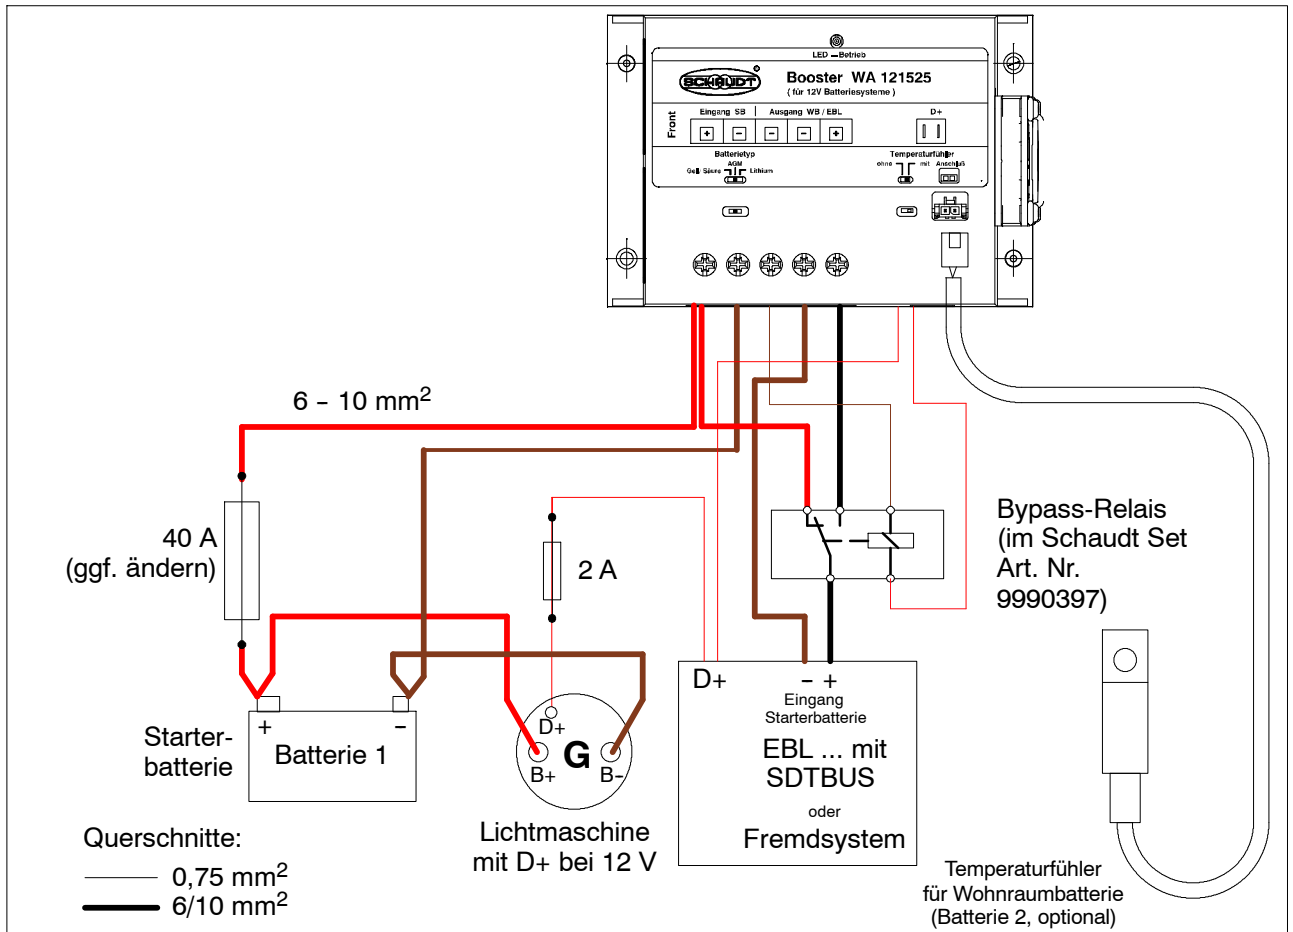 LED - Betrieb
SCHAUDT
Booster WA 121525
( für 12V Batteriesysteme )
Front
Eingang SB | Ausgang WB / EBL
D+
+ - - - +
Batterietyp
AGM
Gel/ Säure
Lithium
Temperaturfühler
ohne
mit
Anschluß
6 - 10 mm²
40 A
(ggf. ändern)
2 A
Bypass-Relais
(im Schaudt Set
Art. Nr.
9990397)
Starter-
batterie
+ -
Batterie 1
D+
G
B+ B-
Lichtmaschine
mit D+ bei 12 V
D+
- +
Eingang
Starterbatterie
EBL ... mit
SDTBUS
oder
Fremdsystem
Querschnitte:
0,75 mm²
6/10 mm²
Temperaturfühler
für Wohnraumbatterie
(Batterie 2, optional)